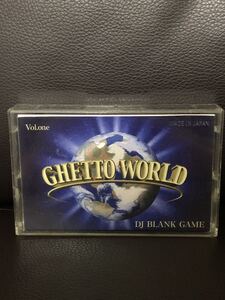 Vol.one
MADE IN JAPAN
GHETTO WORLD
DJ BLANK GAME